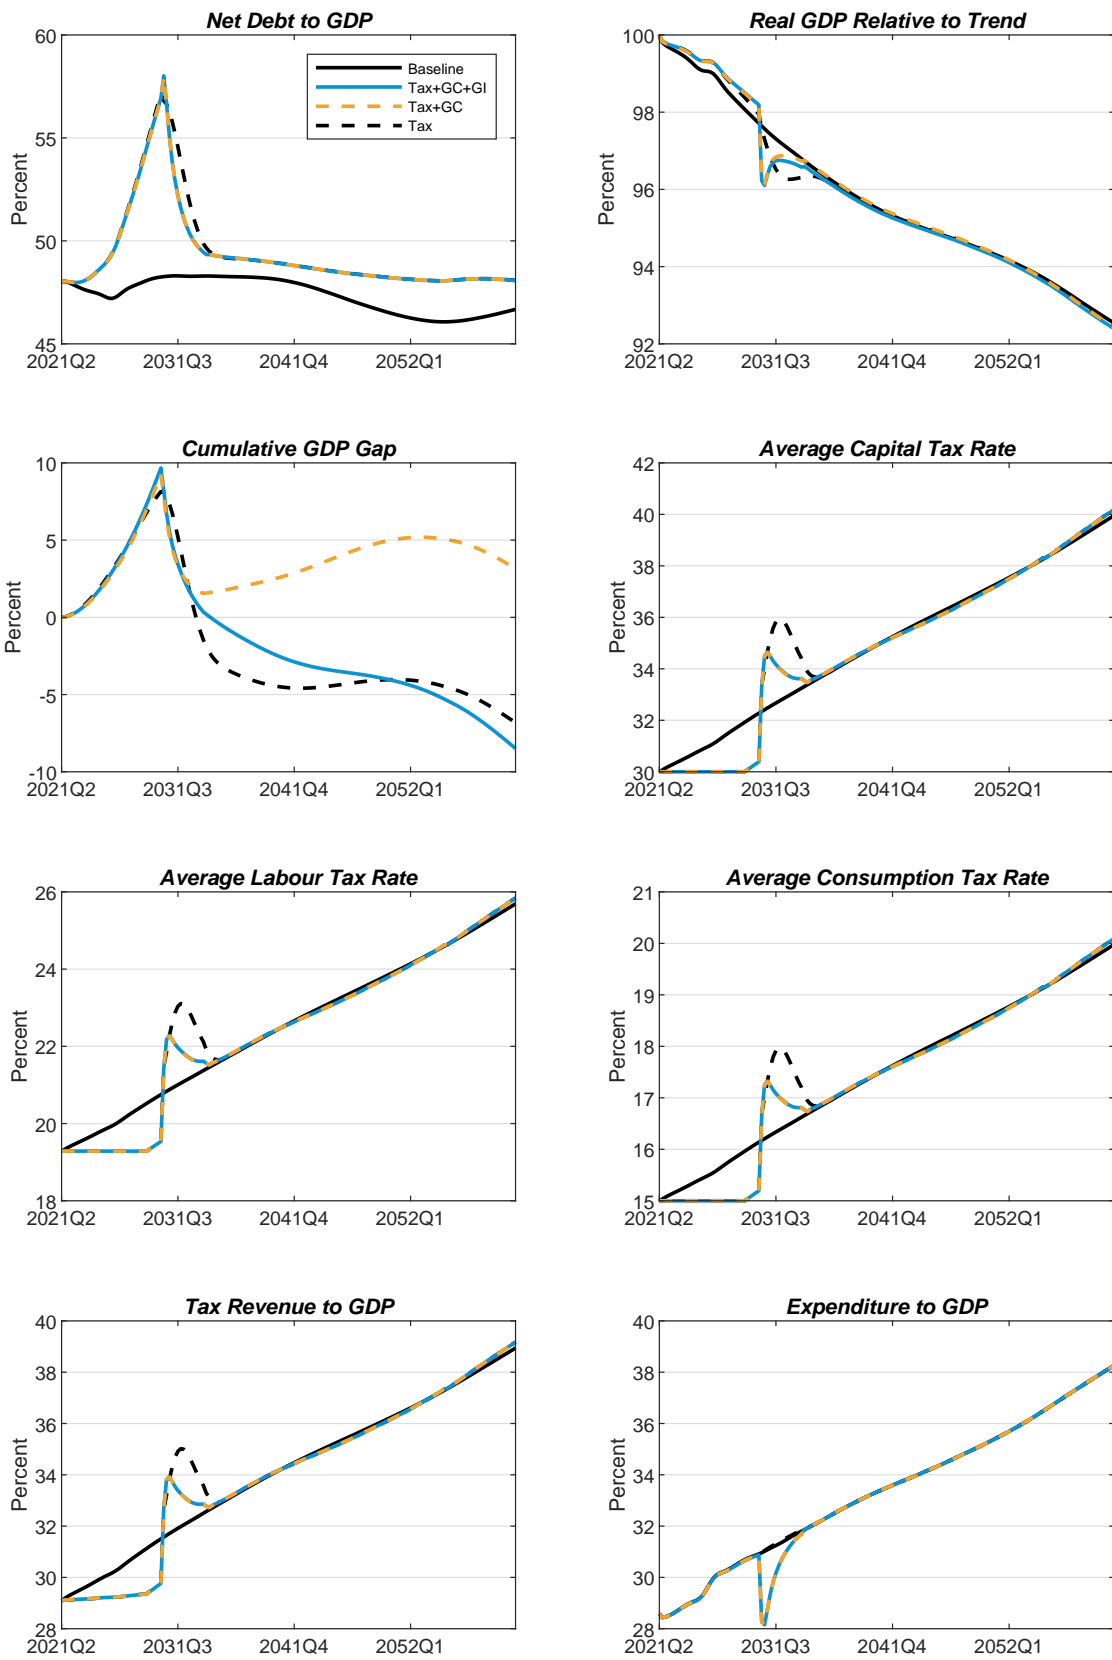 Net Debt to GDP
60
55
50
45
Percent
2021Q2 2031Q3 2041Q4 2052Q1
Baseline
Tax+GC+GI
Tax+GC
Tax
Real GDP Relative to Trend
100
98
96
94
92
Percent
2021Q2 2031Q3 2041Q4 2052Q1
Cumulative GDP Gap
10
5
0
-5
-10
Percent
2021Q2 2031Q3 2041Q4 2052Q1
Average Capital Tax Rate
42
40
38
36
34
32
30
Percent
2021Q2 2031Q3 2041Q4 2052Q1
Average Labour Tax Rate
26
24
22
20
18
Percent
2021Q2 2031Q3 2041Q4 2052Q1
Average Consumption Tax Rate
21
20
19
18
17
16
15
Percent
2021Q2 2031Q3 2041Q4 2052Q1
Tax Revenue to GDP
40
38
36
34
32
30
28
Percent
2021Q2 2031Q3 2041Q4 2052Q1
Expenditure to GDP
40
38
36
34
32
30
28
Percent
2021Q2 2031Q3 2041Q4 2052Q1